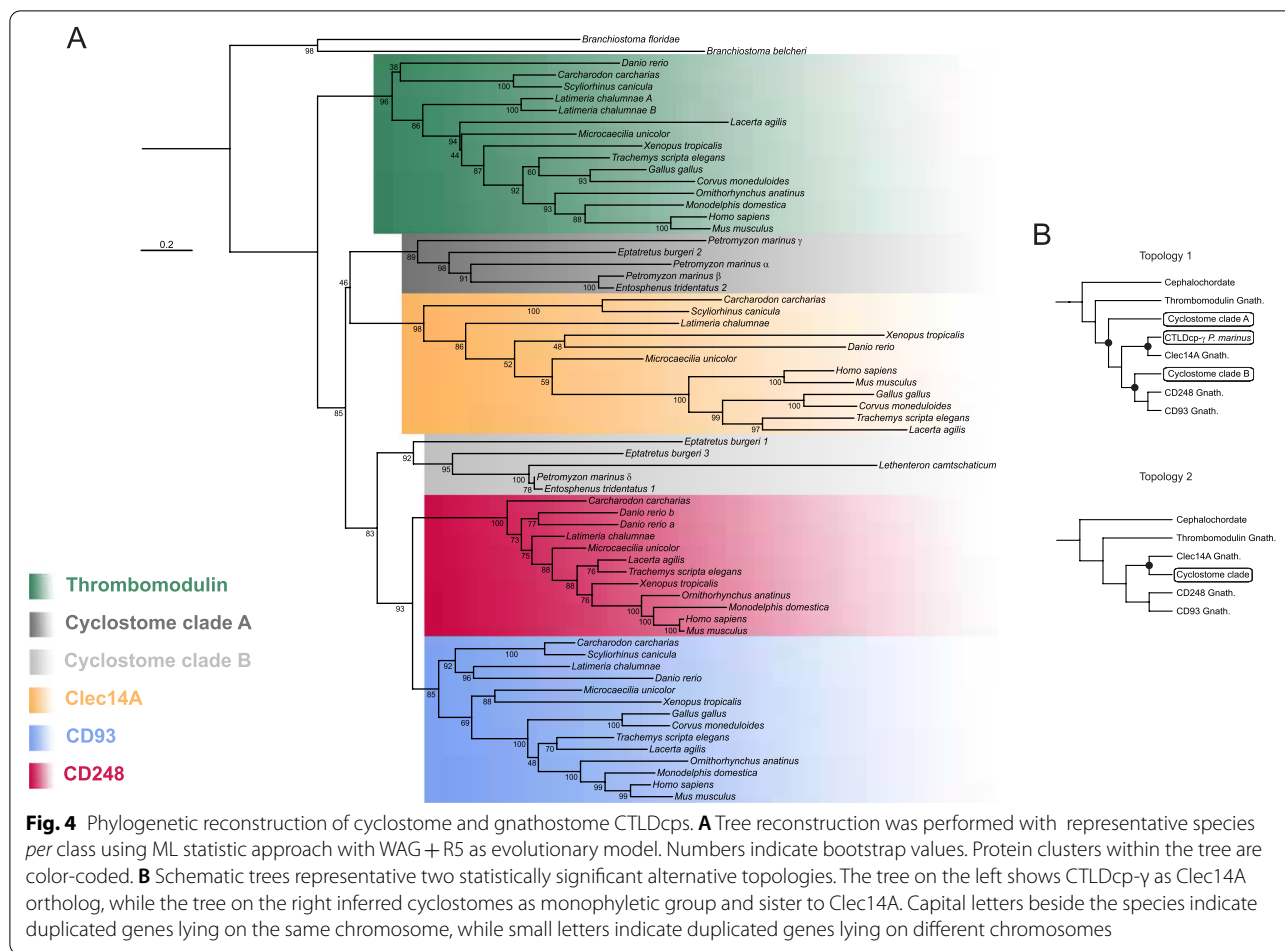 A
Branchiostoma floridae
98
Branchiostoma belcheri
Danio rerio
38
Carcharodon carcharias
100
Scyliorhinus canicula
96
Latimeria chalumnae A
100
Latimeria chalumnae B
86
Lacerta agilis
94
Microcaecilia unicolor
44
Xenopus tropicalis
87
Trachemys scripta elegans
60
Gallus gallus
93
Corvus moneduloides
92
Ornithorhynchus anatinus
93
Monodelphis domestica
88
Homo sapiens
100
Mus musculus
0.2
Petromyzon marinus γ
89
Eptatretus burgeri 2
98
Petromyzon marinus α
91
Petromyzon marinus β
100
Entosphenus tridentatus 2
46
Carcharodon carcharias
100
Scyliorhinus canicula
98
Latimeria chalumnae
86
Xenopus tropicalis
48
Danio rerio
52
Microcaecilia unicolor
59
Homo sapiens
100
Mus musculus
100
Gallus gallus
100
Corvus moneduloides
99
Trachemys scripta elegans
97
Lacerta agilis
85
Eptatretus burgeri 1
92
Eptatretus burgeri 3
95
Lethenteron camtschaticum
100
Petromyzon marinus δ
78
Entosphenus tridentatus 1
83
Carcharodon carcharias
100
Danio rerio b
77
Danio rerio a
73
Latimeria chalumnae
75
Microcaecilia unicolor
88
Lacerta agilis
76
Trachemys scripta elegans
88
Xenopus tropicalis
76
Ornithorhynchus anatinus
100
Monodelphis domestica
100
Homo sapiens
100
Mus musculus
93
Carcharodon carcharias
100
Scyliorhinus canicula
92
Latimeria chalumnae
96
Danio rerio
85
Microcaecilia unicolor
88
Xenopus tropicalis
69
Gallus gallus
100
Corvus moneduloides
100
Trachemys scripta elegans
70
Lacerta agilis
48
Ornithorhynchus anatinus
100
Monodelphis domestica
99
Homo sapiens
99
Mus musculus
Thrombomodulin
Cyclostome clade A
Cyclostome clade B
Clec14A
CD93
CD248
B
Topology 1
Cephalochordate
Thrombomodulin Gnath.
Cyclostome clade A
CTLDcp-γ P. marinus
Clec14A Gnath.
Cyclostome clade B
CD248 Gnath.
CD93 Gnath.
Topology 2
Cephalochordate
Thrombomodulin Gnath.
Clec14A Gnath.
Cyclostome clade
CD248 Gnath.
CD93 Gnath.
Fig. 4 Phylogenetic reconstruction of cyclostome and gnathostome CTLDcps. A Tree reconstruction was performed with representative species
per class using ML statistic approach with WAG + R5 as evolutionary model. Numbers indicate bootstrap values. Protein clusters within the tree are
color-coded. B Schematic trees representative two statistically significant alternative topologies. The tree on the left shows CTLDcp-γ as Clec14A
ortholog, while the tree on the right inferred cyclostomes as monophyletic group and sister to Clec14A. Capital letters beside the species indicate
duplicated genes lying on the same chromosome, while small letters indicate duplicated genes lying on different chromosomes